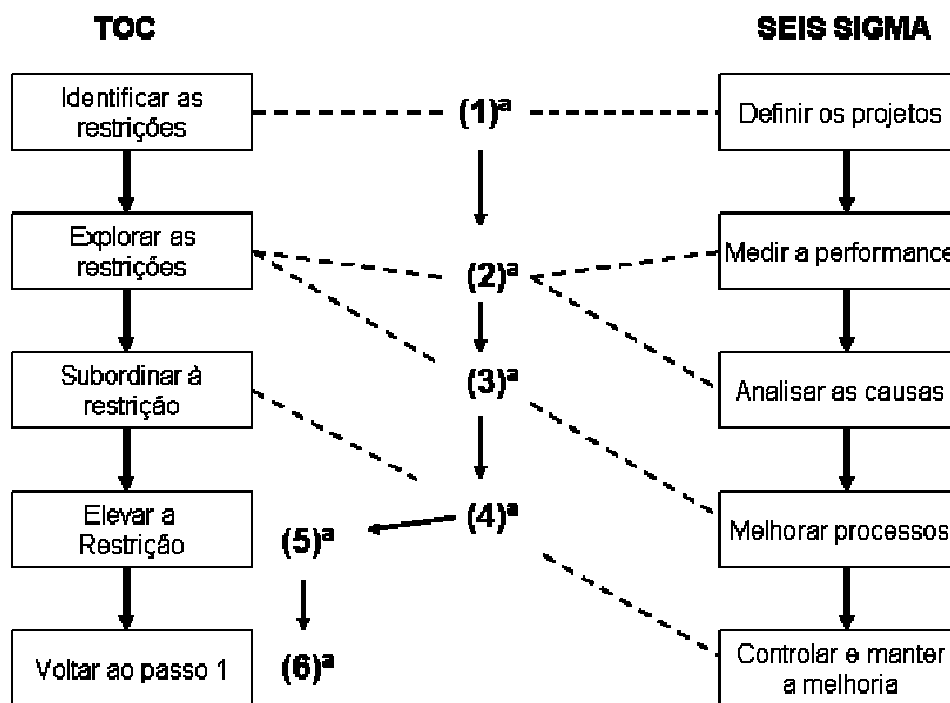 TOC
SEIS SIGMA
Identificar as
restrições
(1)ª
Definir os projetos
Explorar as
restrições
(2)ª
Medir a performance
Subordinar à
restrição
(3)ª
Analisar as causas
Elevar a
Restrição
(5)ª
(4)ª
Melhorar processos
Voltar ao passo 1
(6)ª
Controlar e manter
a melhoria